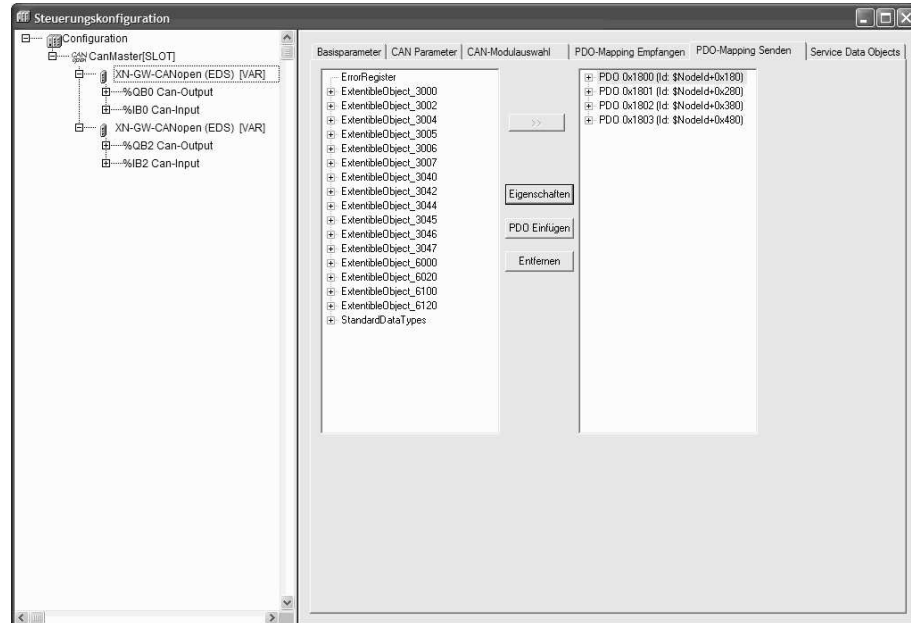 Steuerungskonfiguration
Configuration
CanMaster[SLOT]
XN-GW-CANopen (EDS) [VAR]
%QB0 Can-Output
%IB0 Can-Input
XN-GW-CANopen (EDS) [VAR]
%QB2 Can-Output
%IB2 Can-Input
Basisparameter CAN Parameter CAN-Modulauswahl PDO-Mapping Empfangen PDO-Mapping Senden Service Data Objects
ErrorRegister
ExtentibleObject_3000
ExtentibleObject_3002
ExtentibleObject_3004
ExtentibleObject_3005
ExtentibleObject_3006
ExtentibleObject_3007
ExtentibleObject_3040
ExtentibleObject_3042
ExtentibleObject_3044
ExtentibleObject_3045
ExtentibleObject_3046
ExtentibleObject_3047
ExtentibleObject_6000
ExtentibleObject_6020
ExtentibleObject_6100
ExtentibleObject_6120
StandardDataTypes
>>
Eigenschaften
PDO Einfügen
Entfernen
PDO 0x1800 (Id: $NodeId+0x180)
PDO 0x1801 (Id: $NodeId+0x280)
PDO 0x1802 (Id: $NodeId+0x380)
PDO 0x1803 (Id: $NodeId+0x480)